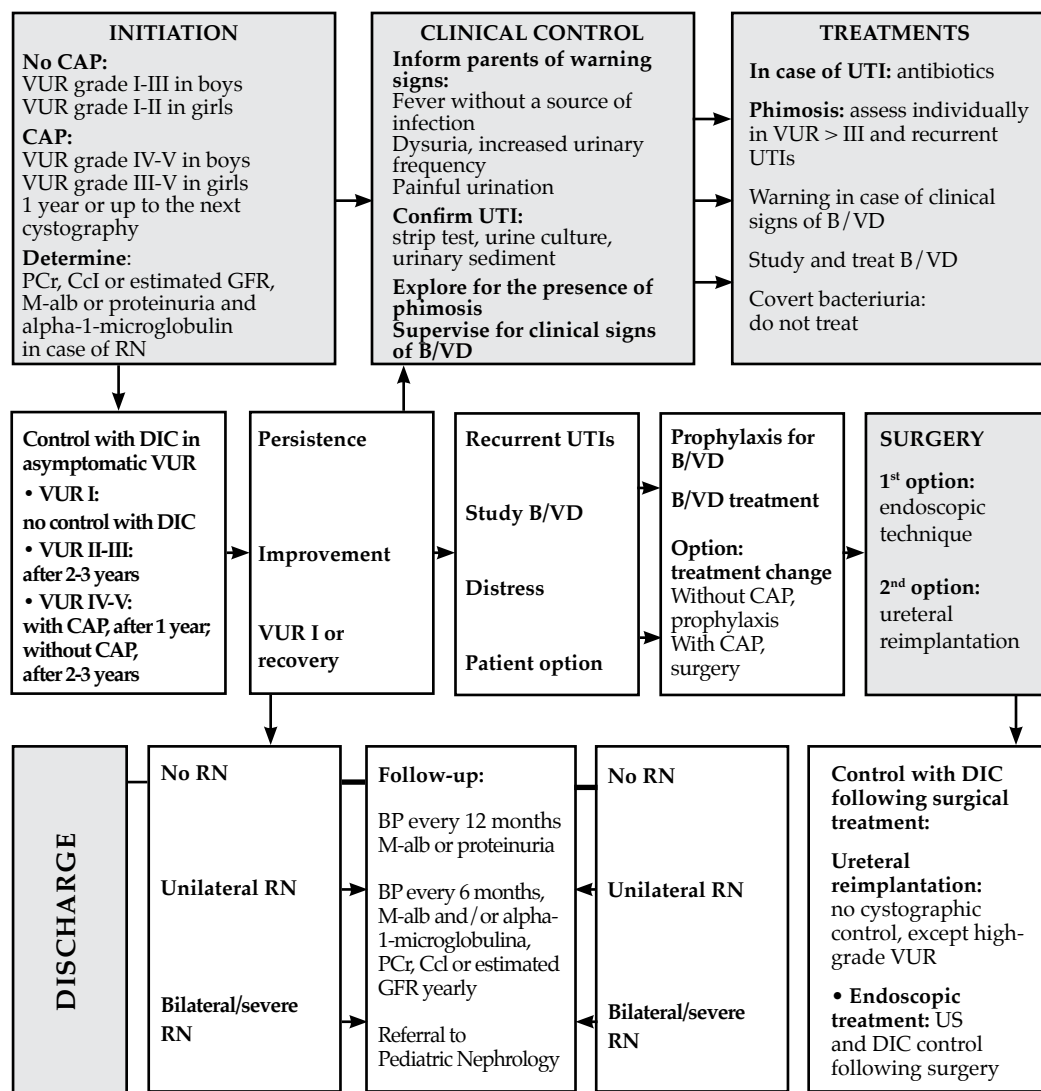 INITIATION
No CAP:
VUR grade I-III in boys
VUR grade I-II in girls
CAP:
VUR grade IV-V in boys
VUR grade III-V in girls
1 year or up to the next
cystography
Determine:
PCr, CcI or estimated GFR,
M-alb or proteinuria and
alpha-1-microglobulin
in case of RN
CLINICAL CONTROL
Inform parents of warning
signs:
Fever without a source of
infection
Dysuria, increased urinary
frequency
Painful urination
Confirm UTI:
strip test, urine culture,
urinary sediment
Explore for the presence of
phimosis
Supervise for clinical signs
of B/VD
TREATMENTS
In case of UTI: antibiotics
Phimosis: assess individually
in VUR > III and recurrent
UTIs
Warning in case of clinical
signs of B/VD
Study and treat B/VD
Covert bacteriuria:
do not treat
Control with DIC in
asymptomatic VUR
• VUR I:
no control with DIC
• VUR II-III:
after 2-3 years
• VUR IV-V:
with CAP, after 1 year;
without CAP,
after 2-3 years
Persistence
Improvement
VUR I or
recovery
Recurrent UTIs
Study B/VD
Distress
Patient option
Prophylaxis for
B/VD
B/VD treatment
Option:
treatment change
Without CAP,
prophylaxis
With CAP,
surgery
SURGERY
1st option:
endoscopic
technique
2nd option:
ureteral
reimplantation
DISCHARGE
No RN
Unilateral RN
Bilateral/severe
RN
Follow-up:
BP every 12 months
M-alb or proteinuria
BP every 6 months,
M-alb and/or alpha-
1-microglobulina,
PCr, Ccl or estimated
GFR yearly
Referral to
Pediatric Nephrology
No RN
Unilateral RN
Bilateral/severe
RN
Control with DIC
following surgical
treatment:
Ureteral
reimplantation:
no cystographic
control, except high-
grade VUR
• Endoscopic
treatment: US
and DIC control
following surgery